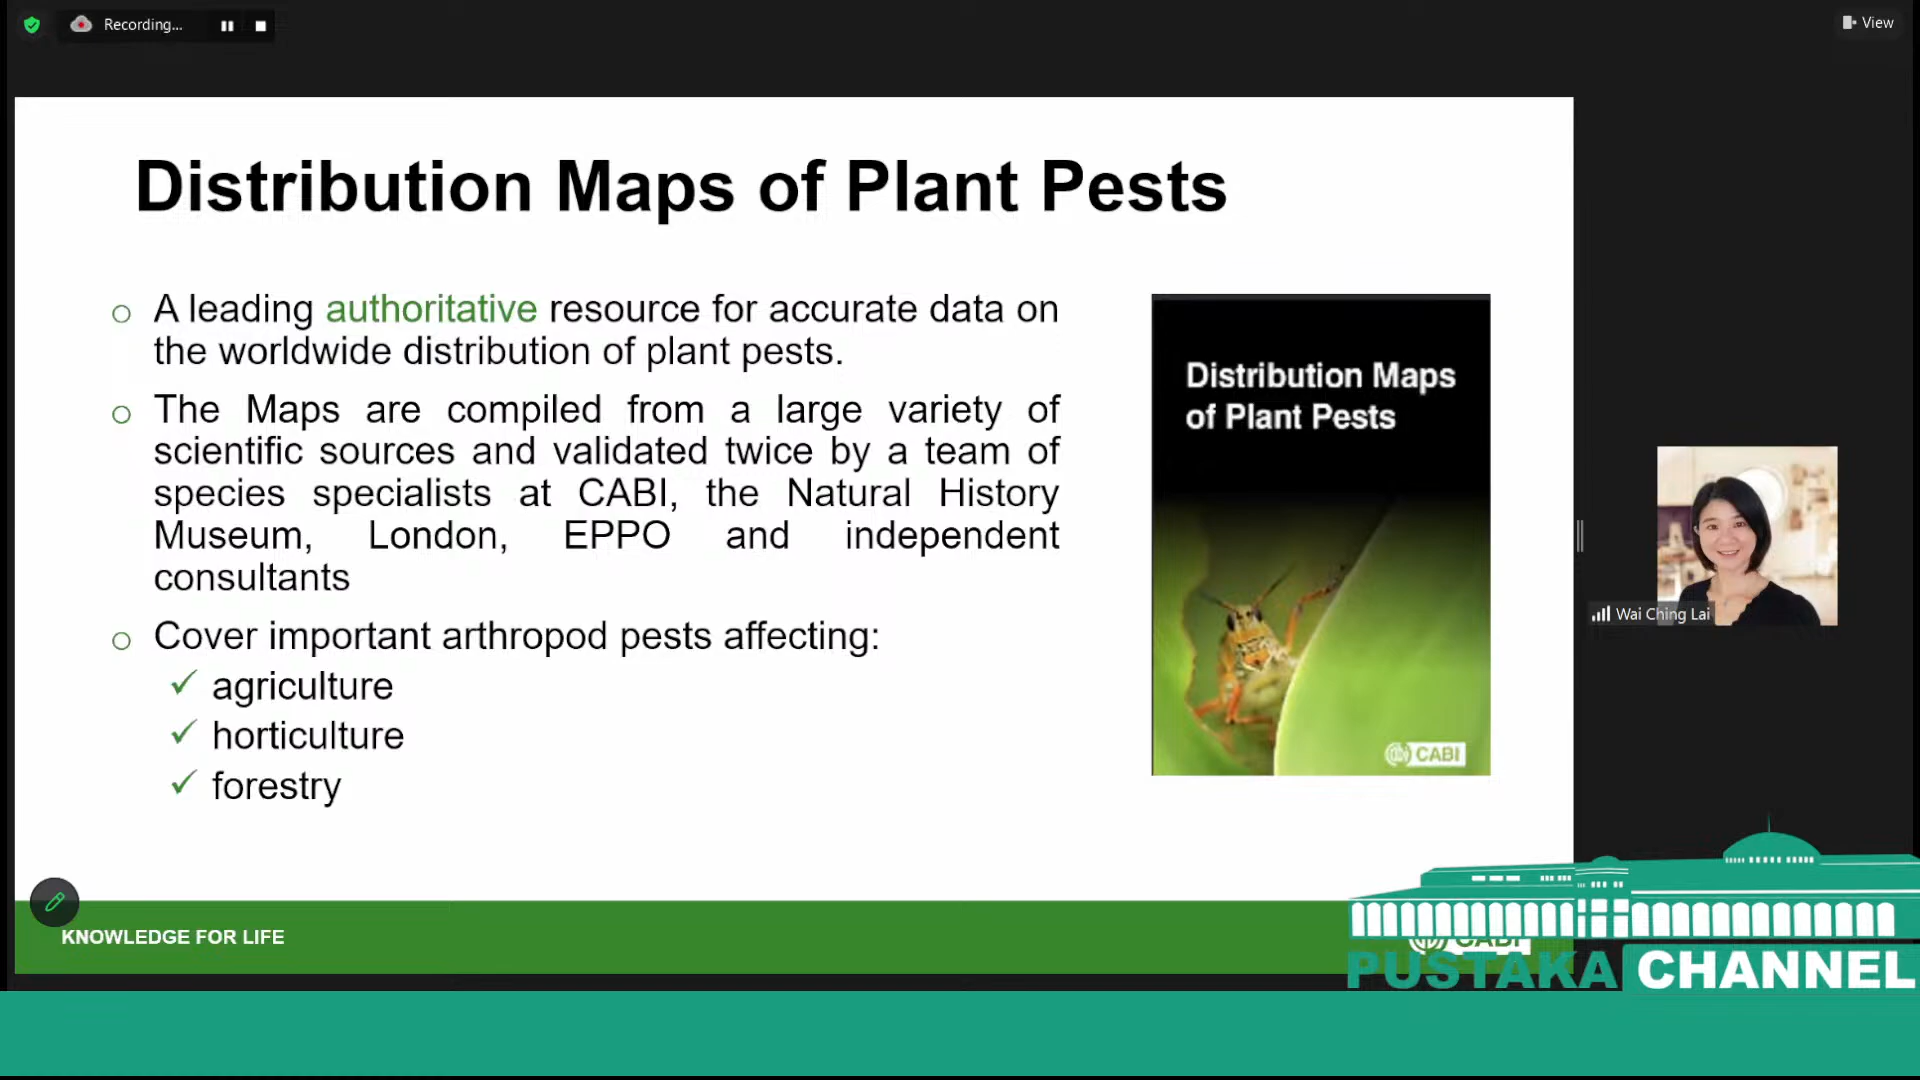 Recording...
View
Distribution Maps of Plant Pests
A leading authoritative resource for accurate data on
the worldwide distribution of plant pests.
The Maps are compiled from a large variety of
scientific sources and validated twice by a team of
species specialists at CABI, the Natural History
Museum, London, EPPO and independent
consultants
Cover important arthropod pests affecting:
agriculture
horticulture
forestry
Distribution Maps
of Plant Pests
CABI
Wai Ching Lai
KNOWLEDGE FOR LIFE
CABI
PUSTAKA CHANNEL